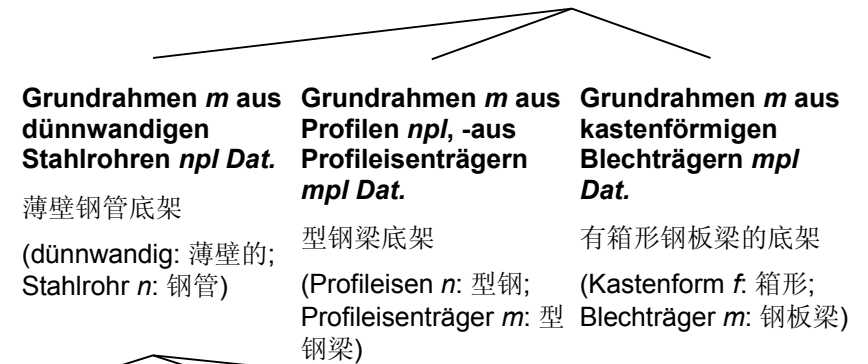 Grundrahmen m aus
dünnwandigen
Stahlrohren npl Dat.
薄壁钢管底架
(dünnwandig: 薄壁的;
Stahlrohr n: 钢管)
Grundrahmen m aus
Profilen npl, -aus
Profileisenträgern
mpl Dat.
型钢梁底架
(Profileisen n: 型钢;
Profileisenträger m: 型
钢梁)
Grundrahmen m aus
kastenförmigen
Blechträgern mpl
Dat.
有箱形钢板梁的底架
(Kastenform f: 箱形;
Blechträger m: 钢板梁)